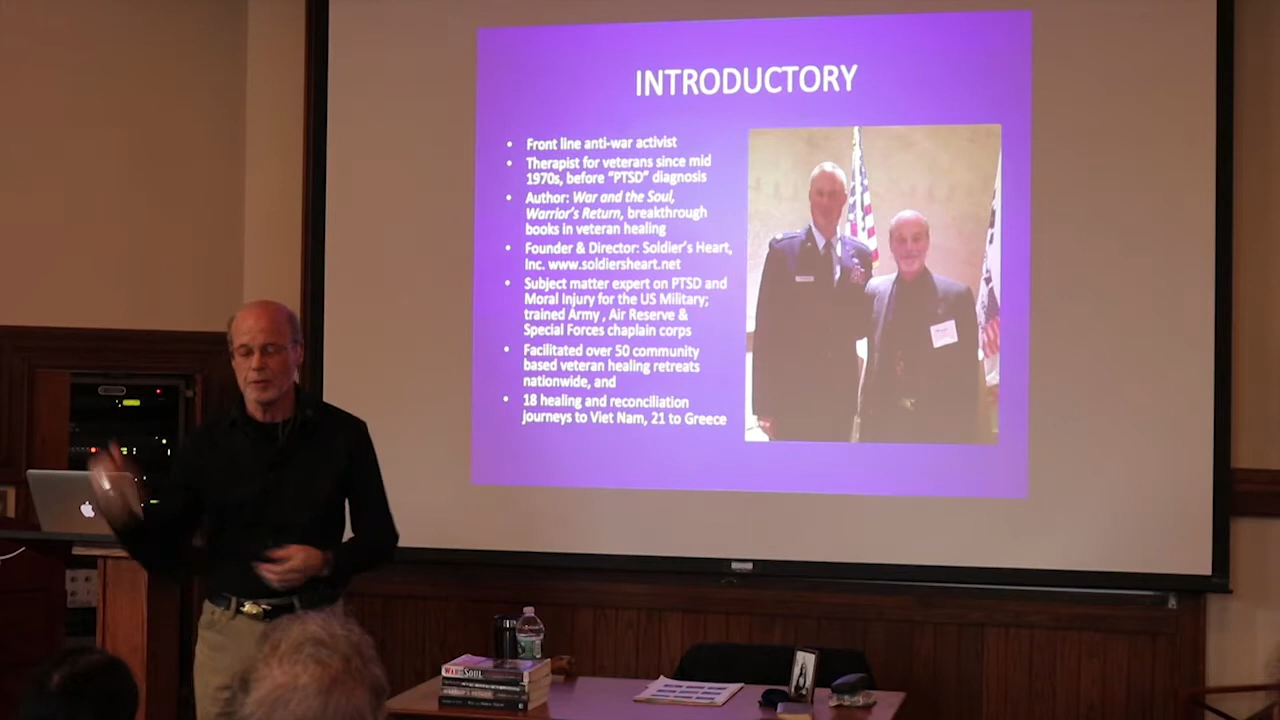 INTRODUCTORY
• Front line anti-war activist
• Therapist for veterans since mid
1970s, before “PTSD” diagnosis
• Author: War and the Soul,
Warrior’s Return, breakthrough
books in veteran healing
• Founder & Director: Soldier’s Heart,
Inc. www.soldiersheart.net
• Subject matter expert on PTSD and
Moral Injury for the US Military;
trained Army , Air Reserve &
Special Forces chaplain corps
• Facilitated over 50 community
based veteran healing retreats
nationwide, and
• 18 healing and reconciliation
journeys to Viet Nam, 21 to Greece
WAR SOUL